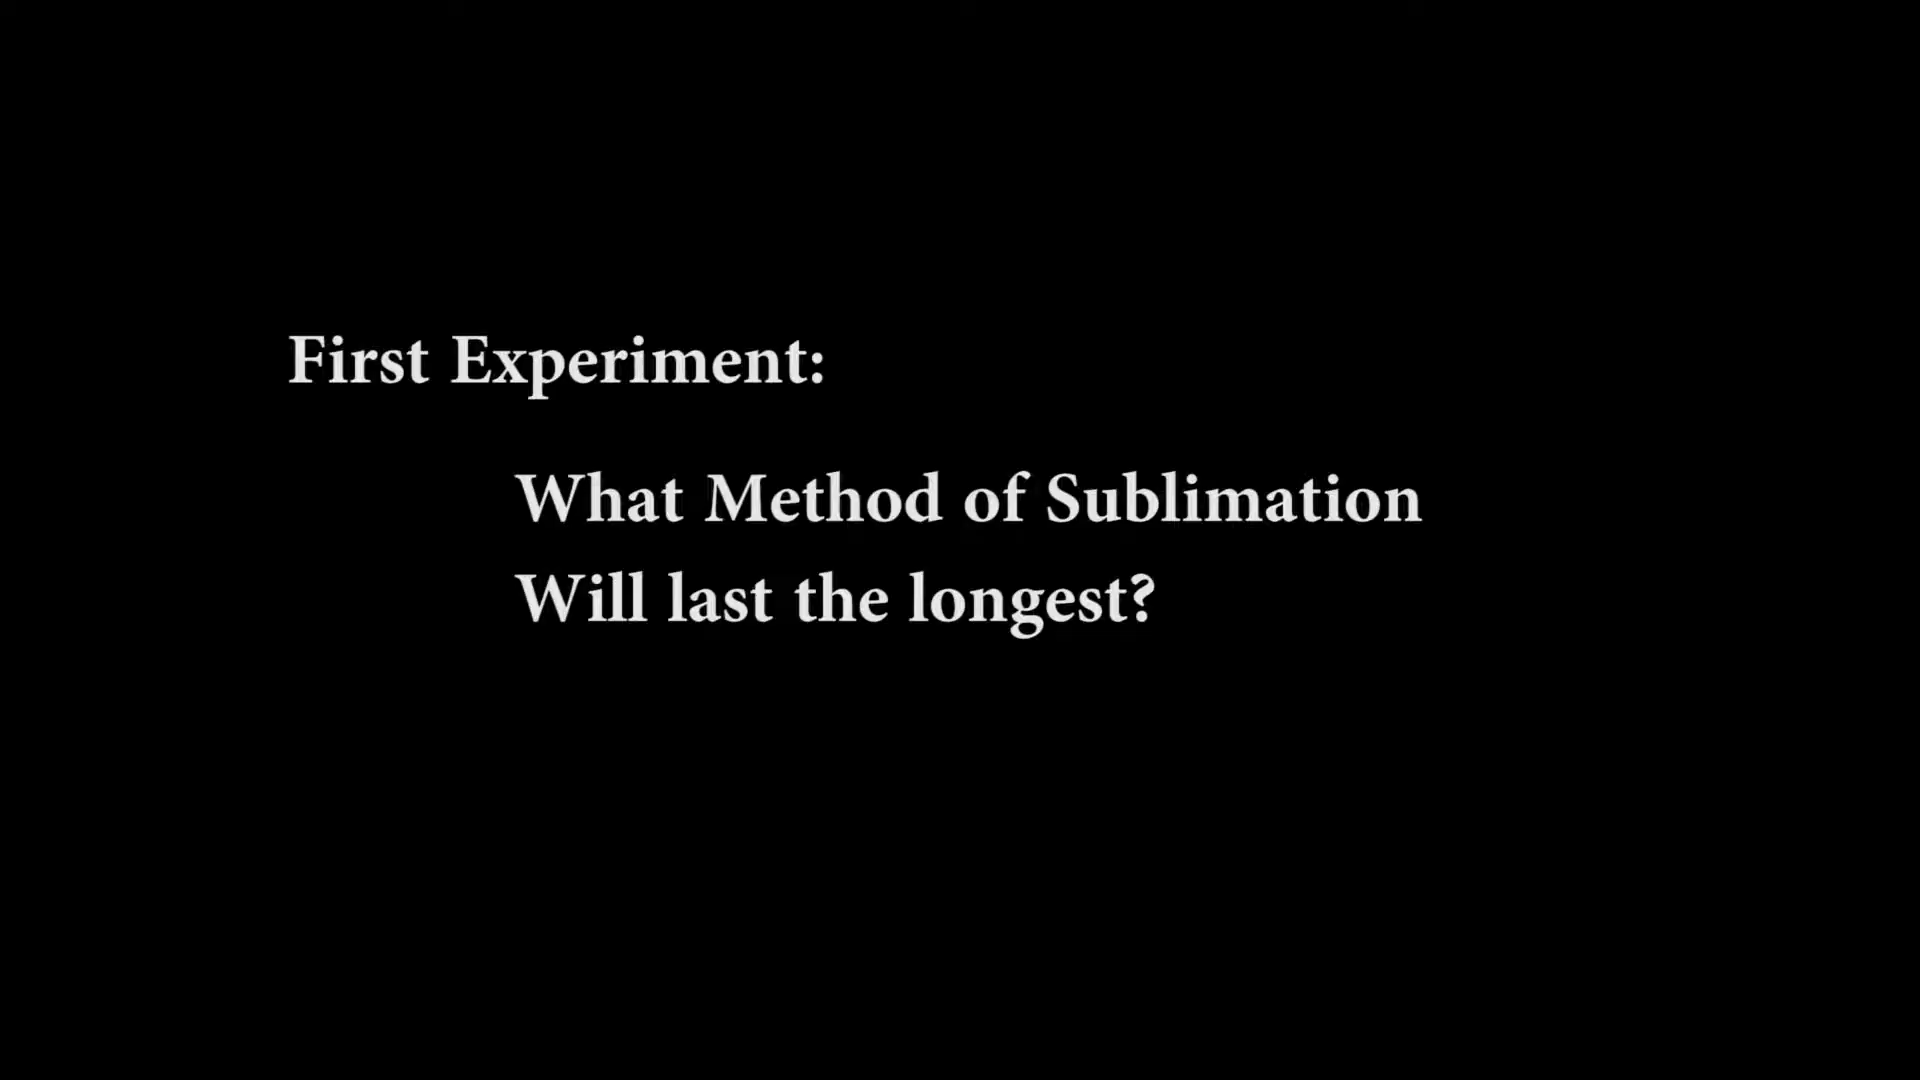 First Experiment:
What Method of Sublimation
Will last the longest?